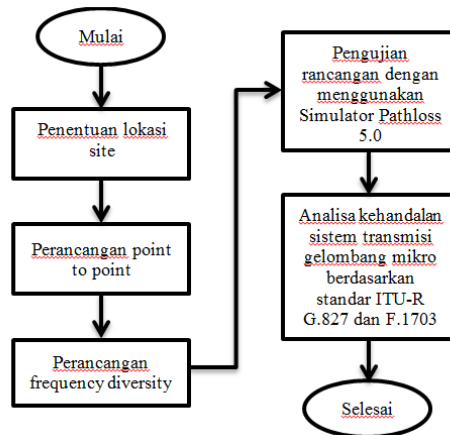 Mulai
Penentuan lokasi
site
Perancangan point
to point
Perancangan
frequency diversity
Pengujian
rancangan dengan
menggunakan
Simulator Pathloss
5.0
Analisa kehandalan
sistem transmisi
gelombang mikro
berdasarkan
standar ITU-R
G.827 dan F.1703
Selesai